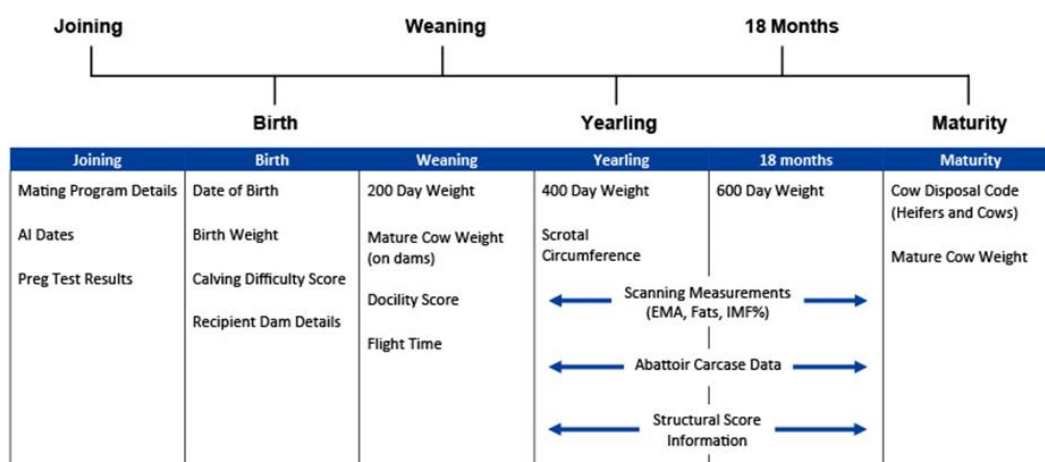 Joining
Weaning
18 Months
Birth
Yearling
Maturity
Joining
Birth
Weaning
Yearling
18 months
Maturity
Mating Program Details
AI Dates
Preg Test Results
Date of Birth
Birth Weight
Calving Difficulty Score
Recipient Dam Details
200 Day Weight
Mature Cow Weight
(on dams)
Docility Score
Flight Time
400 Day Weight
Scrotal
Circumference
600 Day Weight
Scanning Measurements
(EMA, Fats, IMF%)
Abattoir Carcase Data
Structural Score
Information
Cow Disposal Code
(Heifers and Cows)
Mature Cow Weight